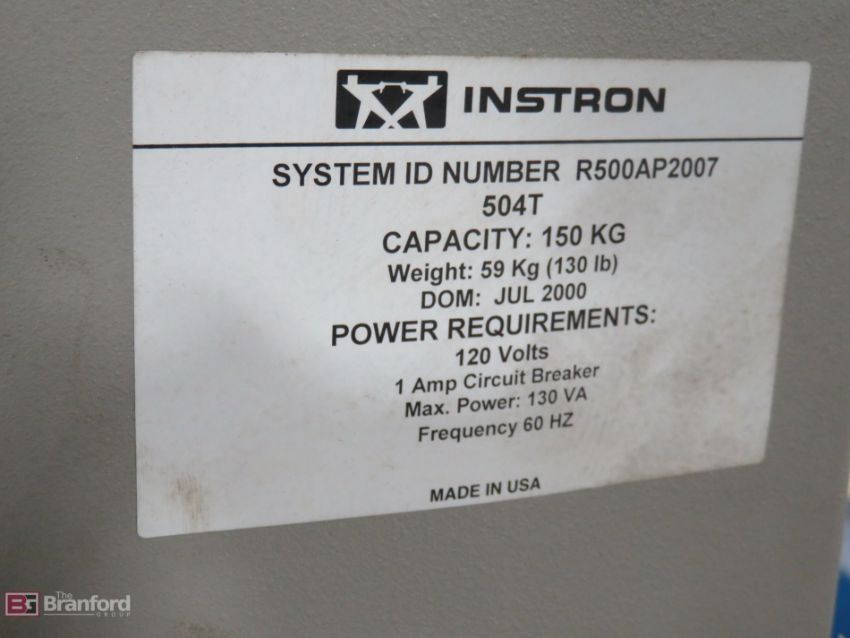 INSTRON
SYSTEM ID NUMBER R500AP2007
504T
CAPACITY: 150 KG
Weight: 59 Kg (130 lb)
DOM: JUL 2000
POWER REQUIREMENTS:
120 Volts
1 Amp Circuit Breaker
Max. Power: 130 VA
Frequency 60 HZ
MADE IN USA
BG The Branford GROUP